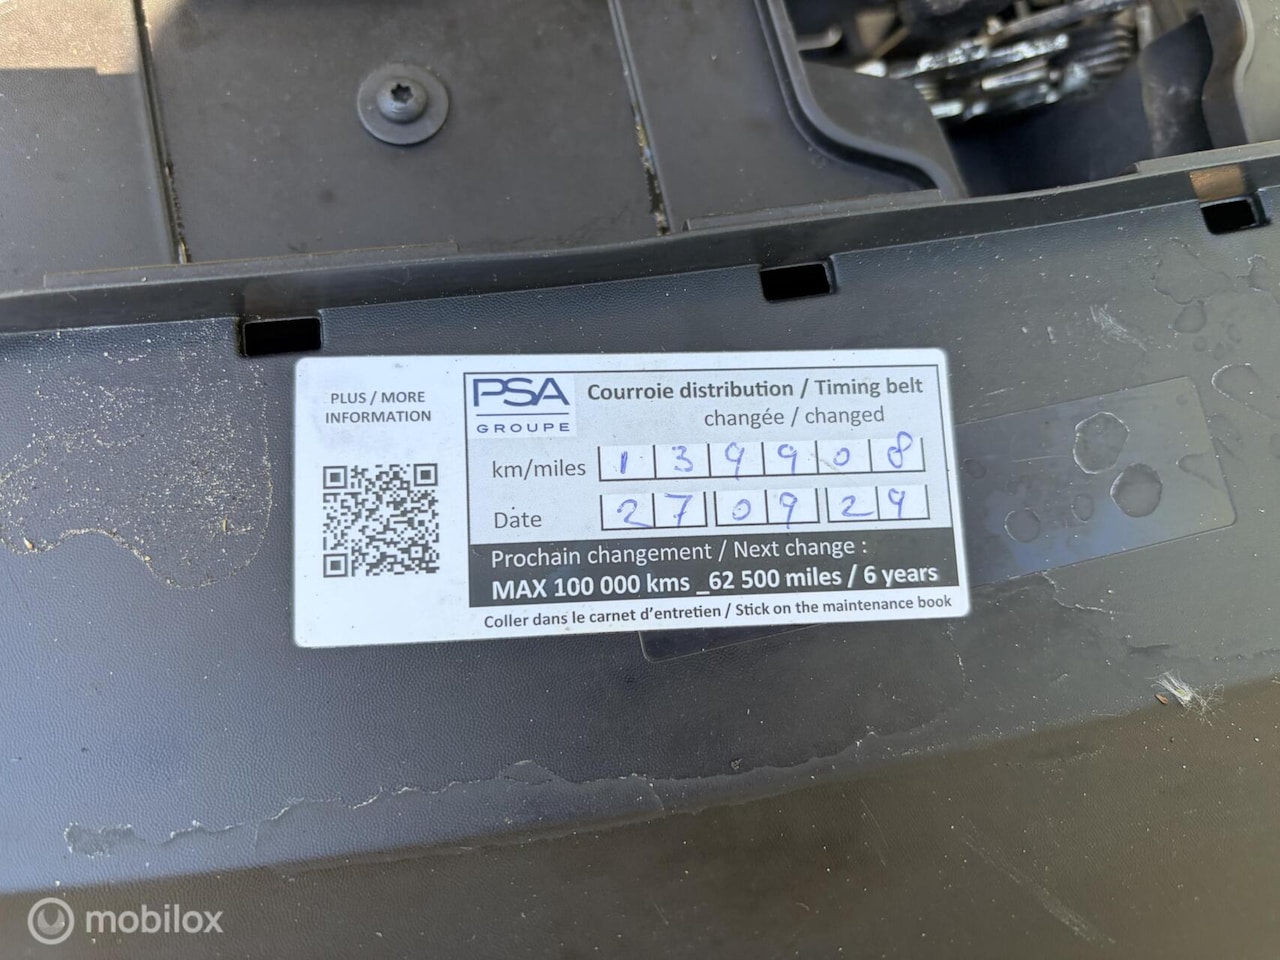 PLUS / MORE
INFORMATION
PSA
GROUPE
Courroie distribution / Timing belt
changée / changed
km/miles 1 3 9 9 0 8
Date 2 7 0 9 2 9
Prochain changement / Next change :
MAX 100 000 kms _62 500 miles / 6 years
Coller dans le carnet d'entretien / Stick on the maintenance book
mobilox